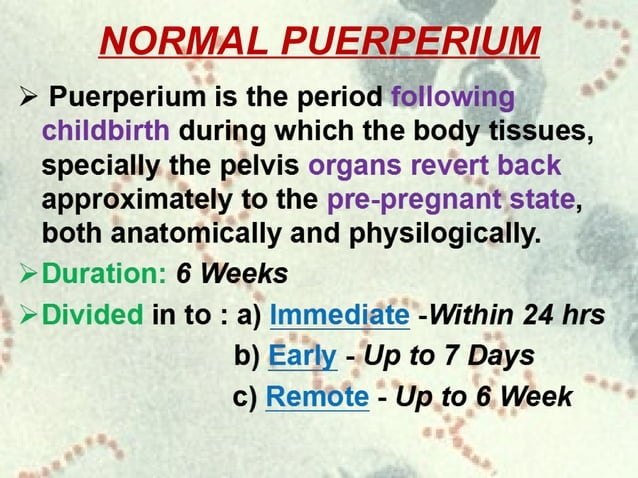 NORMAL PUERPERIUM
➢ Puerperium is the period following
childbirth during which the body tissues,
specially the pelvis organs revert back
approximately to the pre-pregnant state,
both anatomically and physilogically.
➢Duration: 6 Weeks
➢Divided in to : a) Immediate -Within 24 hrs
b) Early - Up to 7 Days
c) Remote - Up to 6 Week